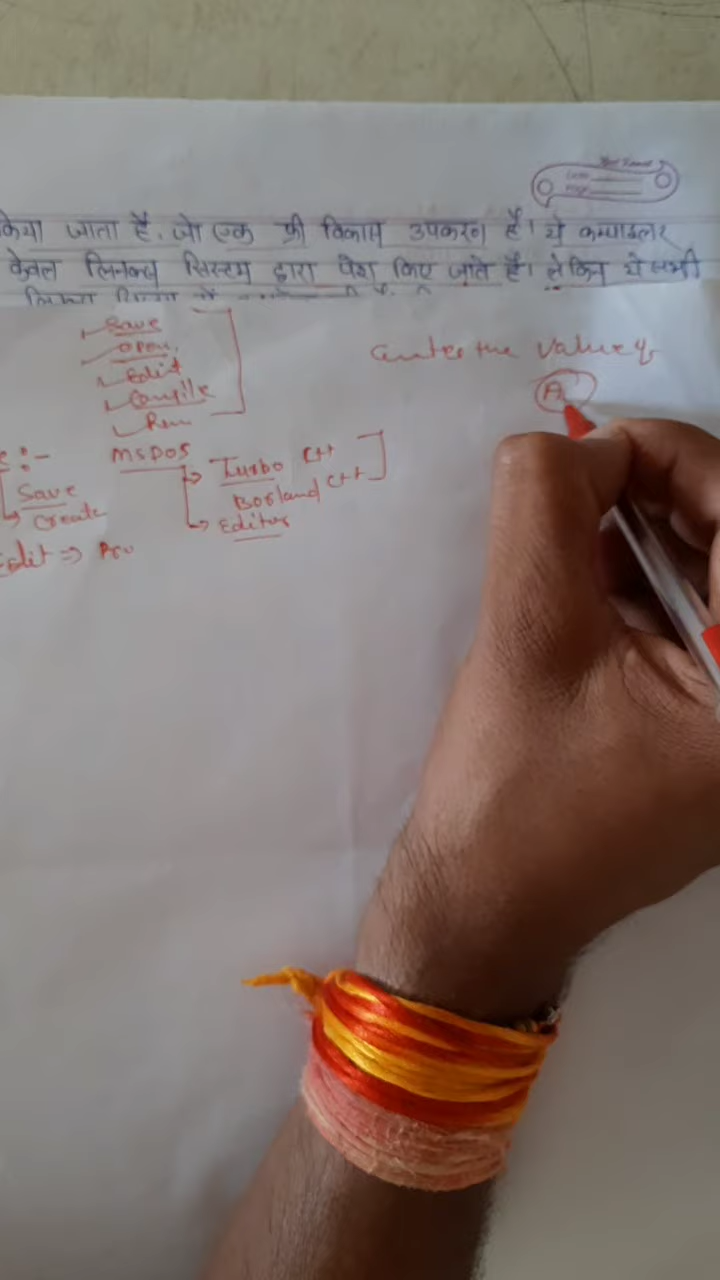 किया जाता है. जो एक फ्री विकास उपकरण है। ये कम्पाइलर
केवल लिनक्स सिस्टम द्वारा पेश किए जाते है। लेकिन ये सभी
Save
open.
Edit
Compile
Run
enter the value of
A
MSDOS
Turbo C++
Borland C++
Editor
Save
Create
Edit ⇒